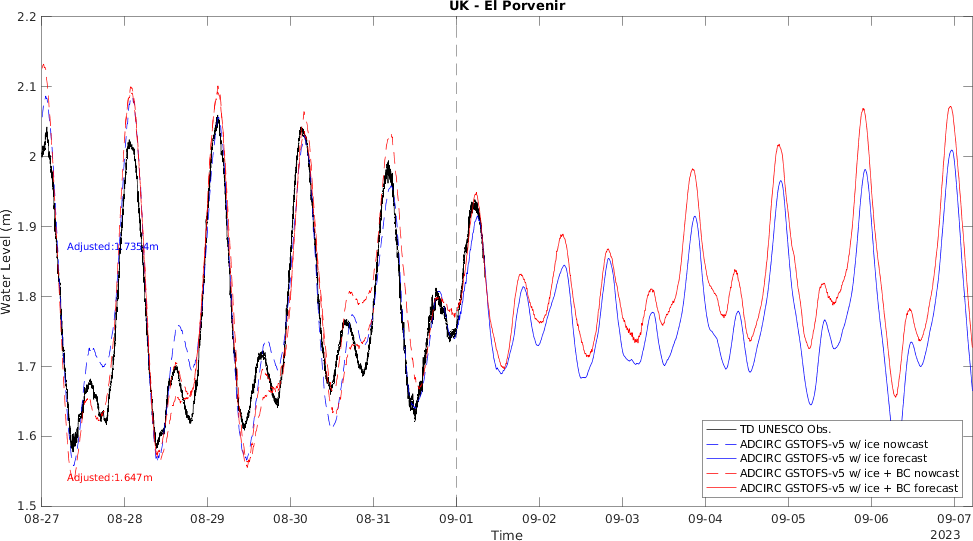 UK - El Porvenir
2.2
2.1
2
1.9
1.8
1.7
1.6
1.5
Water Level (m)
Adjusted:1.7354m
Adjusted:1.647m
TD UNESCO Obs.
ADCIRC GSTOFS-v5 w/ ice nowcast
ADCIRC GSTOFS-v5 w/ ice forecast
ADCIRC GSTOFS-v5 w/ ice + BC nowcast
ADCIRC GSTOFS-v5 w/ ice + BC forecast
08-27 08-28 08-29 08-30 08-31 09-01 09-02 09-03 09-04 09-05 09-06 09-07
Time
2023